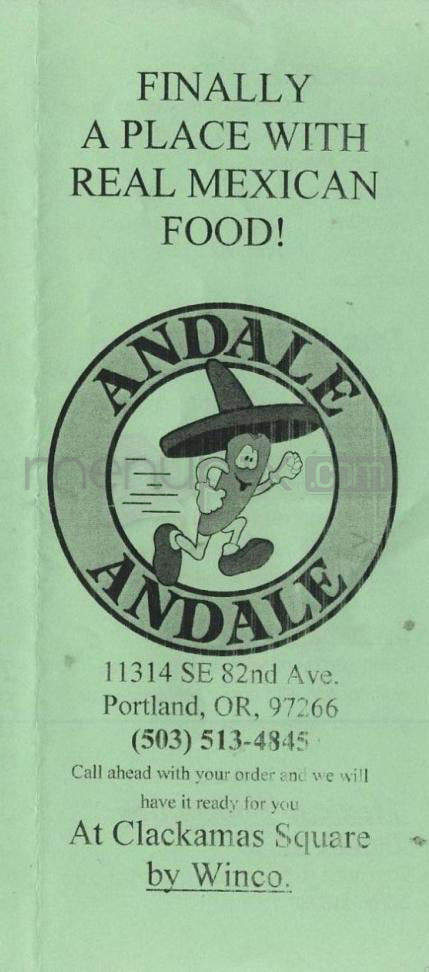 FINALLY
A PLACE WITH
REAL MEXICAN
FOOD!
ANDALE
ANDALE
11314 SE 82nd Ave.
Portland, OR, 97266
(503) 513-4845
Call ahead with your order and we will
have it ready for you
At Clackamas Square
by Winco.